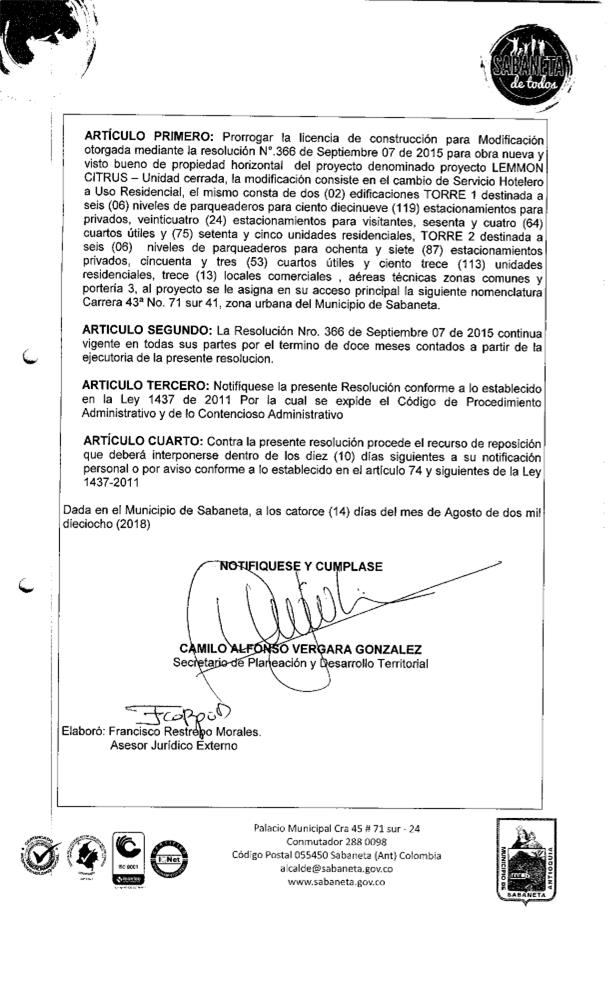 SABANETA
de todos
ARTÍCULO PRIMERO: Prorrogar la licencia de construcción para Modificación
otorgada mediante la resolución N°.366 de Septiembre 07 de 2015 para obra nueva y
visto bueno de propiedad horizontal del proyecto denominado proyecto LEMMON
CITRUS – Unidad cerrada, la modificación consiste en el cambio de Servicio Hotelero
a Uso Residencial, el mismo consta de dos (02) edificaciones TORRE 1 destinada a
seis (06) niveles de parqueaderos para ciento diecinueve (119) estacionamientos para
privados, veinticuatro (24) estacionamientos para visitantes, sesenta y cuatro (64)
cuartos útiles y (75) setenta y cinco unidades residenciales, TORRE 2 destinada a
seis (06) niveles de parqueaderos para ochenta y siete (87) estacionamientos
privados, cincuenta y tres (53) cuartos útiles y ciento trece (113) unidades
residenciales, trece (13) locales comerciales , aéreas técnicas zonas comunes y
portería 3, al proyecto se le asigna en su acceso principal la siguiente nomenclatura
Carrera 43ª No. 71 sur 41, zona urbana del Municipio de Sabaneta.
ARTICULO SEGUNDO: La Resolución Nro. 366 de Septiembre 07 de 2015 continua
vigente en todas sus partes por el termino de doce meses contados a partir de la
ejecutoria de la presente resolucion.
ARTICULO TERCERO: Notifiquese la presente Resolución conforme a lo establecido
en la Ley 1437 de 2011 Por la cual se expide el Código de Procedimiento
Administrativo y de lo Contencioso Administrativo
ARTÍCULO CUARTO: Contra la presente resolución procede el recurso de reposición
que deberá interponerse dentro de los diez (10) días siguientes a su notificación
personal o por aviso conforme a lo establecido en el artículo 74 y siguientes de la Ley
1437-2011
Dada en el Municipio de Sabaneta, a los catorce (14) días del mes de Agosto de dos mil
dieciocho (2018)
NOTIFIQUESE Y CUMPLASE
CAMILO ALFONSO VERGARA GONZALEZ
Secretario de Planeación y Desarrollo Territorial
Elaboró: Francisco Restrepo Morales.
Asesor Jurídico Externo
Palacio Municipal Cra 45 # 71 sur - 24
Conmutador 288 0098
Código Postal 055450 Sabaneta (Ant) Colombia
alcalde@sabaneta.gov.co
www.sabaneta.gov.co
ISO 9001
IQNet
MUNICIPIO DE
SABANETA
ANTIOQUIA